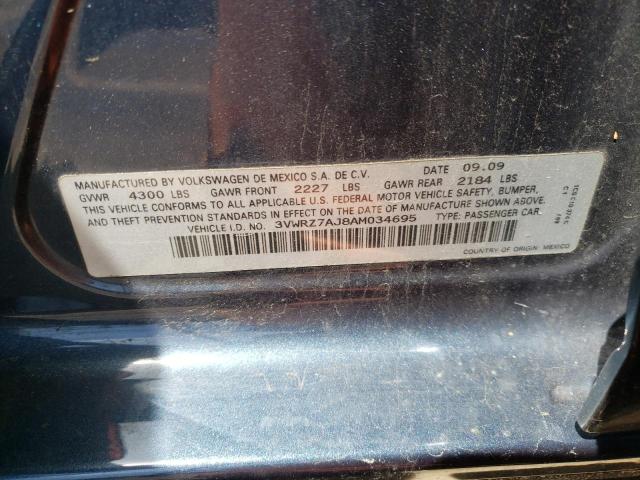 MANUFACTURED BY VOLKSWAGEN DE MEXICO S.A. DE C.V. DATE 09.09
GVWR 4300 LBS GAWR FRONT 2227 LBS GAWR REAR 2184 LBS
THIS VEHICLE CONFORMS TO ALL APPLICABLE U.S. FEDERAL MOTOR VEHICLE SAFETY, BUMPER,
AND THEFT PREVENTION STANDARDS IN EFFECT ON THE DATE OF MANUFACTURE SHOWN ABOVE.
VEHICLE I.D. NO. 3VWRZ7AJ8AM034695 TYPE: PASSENGER CAR
COUNTRY OF ORIGIN: MEXICO